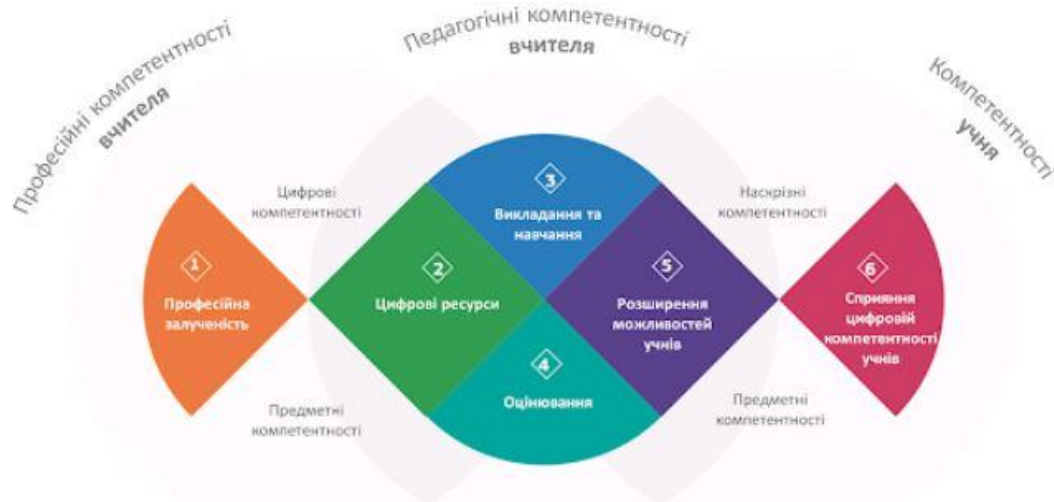 Професійні компетентності
вчителя
Педагогічні компетентності
вчителя
Компетентності
учня
Цифрові
компетентності
Наскрізні
компетентності
1
Професійна
залученість
2
Цифрові ресурси
3
Викладання та
навчання
4
Оцінювання
5
Розширення
можливостей
учнів
6
Сприяння
цифровій
компетентності
учнів
Предметні
компетентності
Предметні
компетентності